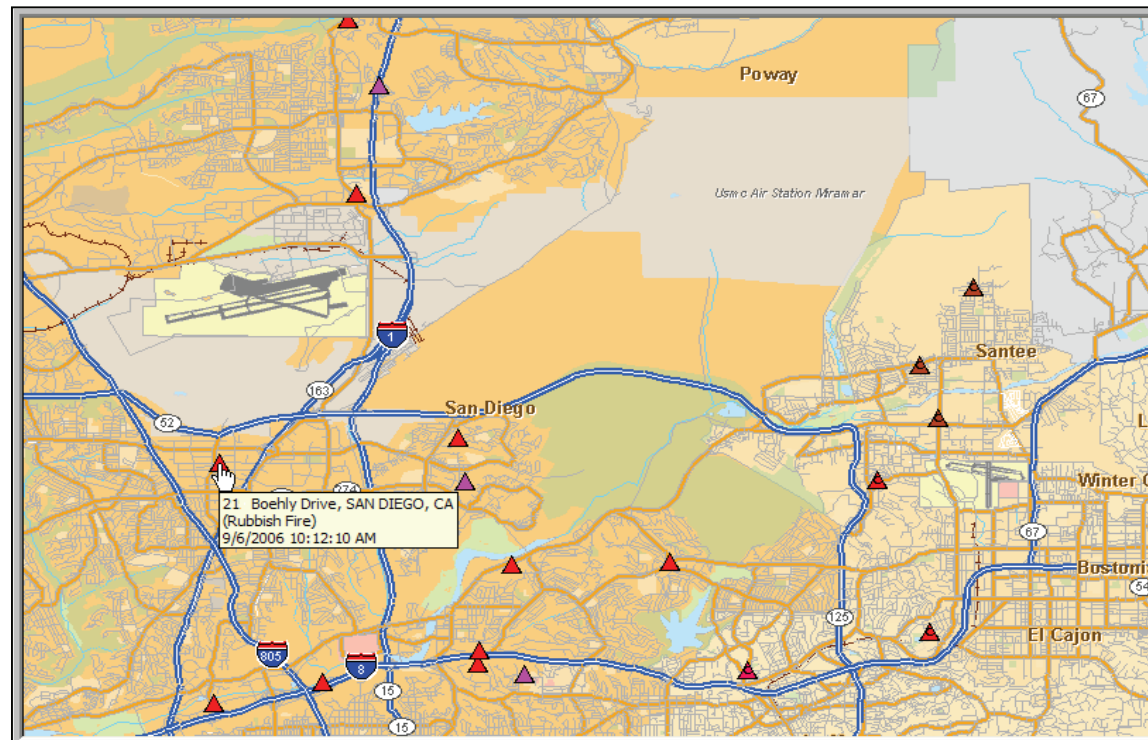 Poway
67
Usmc Air Station Miramar
1
Santee
163
San Diego
52
L
Winter
274
21 Boehly Drive, SAN DIEGO, CA
(Rubbish Fire)
9/6/2006 10:12:10 AM
67
54
125
El Cajon
805
8
15
15